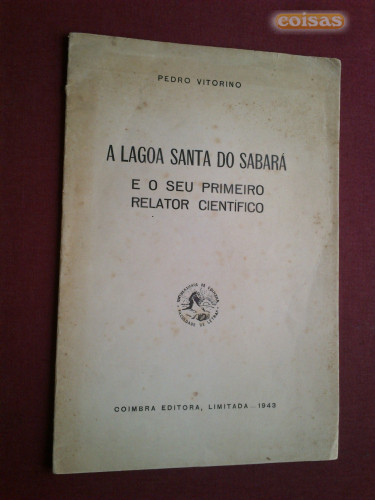 coisas
PEDRO VITORINO
A LAGOA SANTA DO SABARÁ
E O SEU PRIMEIRO
RELATOR CIENTÍFICO
COIMBRA EDITORA, LIMITADA - 1943